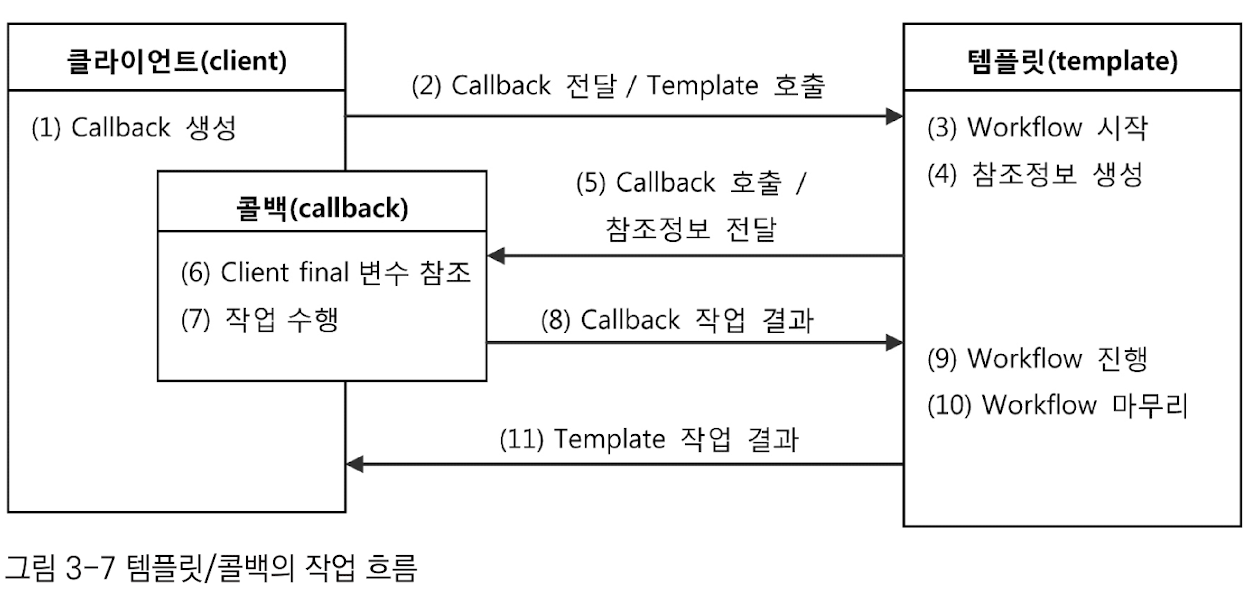 클라이언트(client)
(1) Callback 생성
(2) Callback 전달 / Template 호출
템플릿(template)
(3) Workflow 시작
(4) 참조정보 생성
(5) Callback 호출 /
참조정보 전달
콜백(callback)
(6) Client final 변수 참조
(7) 작업 수행
(8) Callback 작업 결과
(9) Workflow 진행
(10) Workflow 마무리
(11) Template 작업 결과
그림 3-7 템플릿/콜백의 작업 흐름